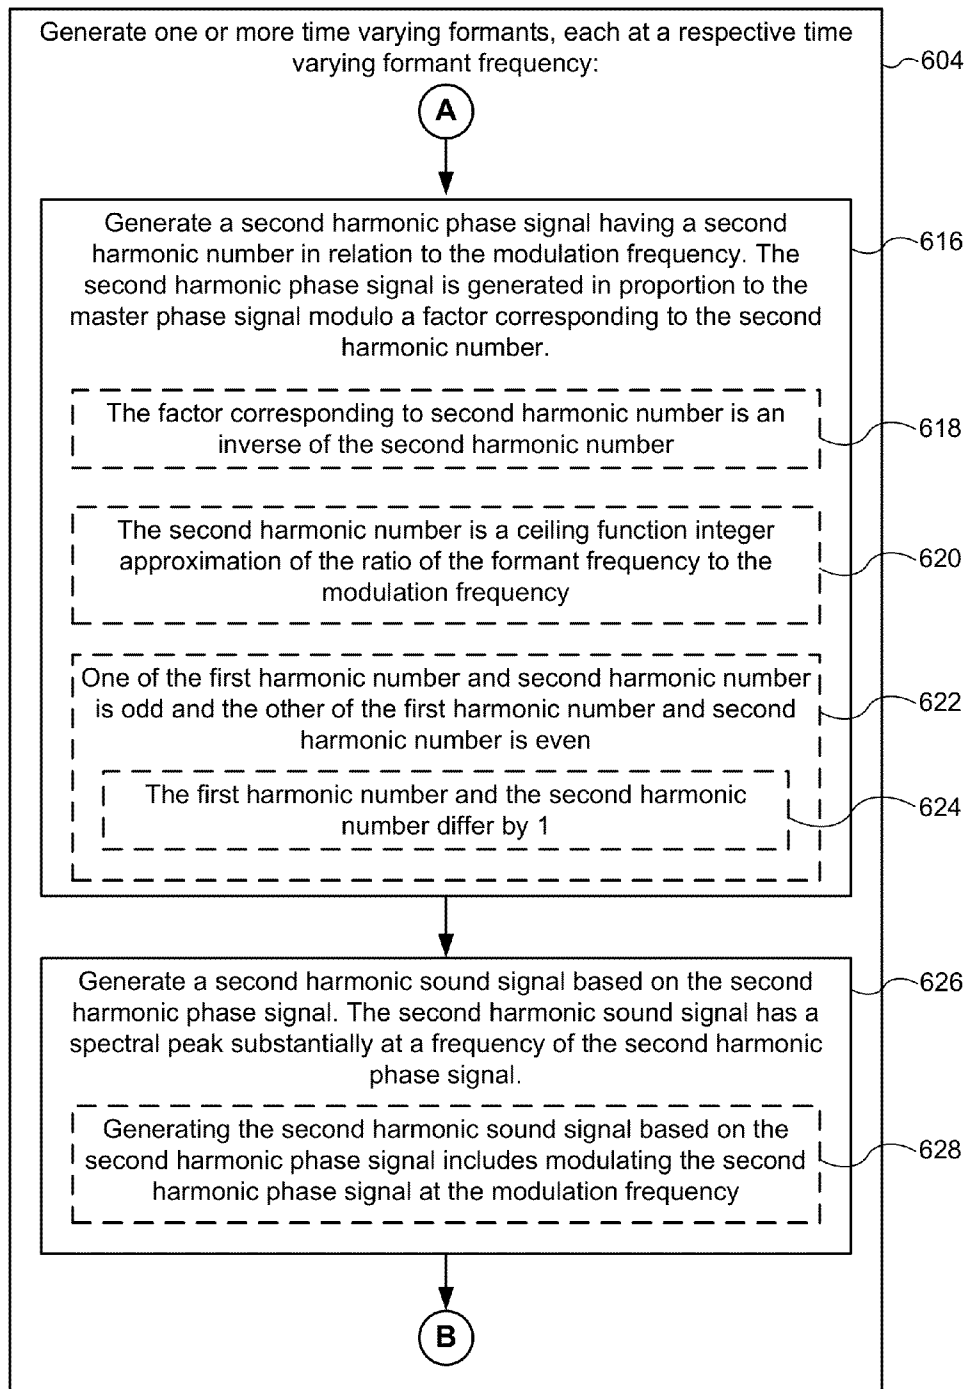 Generate one or more time varying formants, each at a respective time
varying formant frequency:
604
A
Generate a second harmonic phase signal having a second
harmonic number in relation to the modulation frequency. The
second harmonic phase signal is generated in proportion to the
master phase signal modulo a factor corresponding to the second
harmonic number.
616
The factor corresponding to second harmonic number is an
inverse of the second harmonic number
618
The second harmonic number is a ceiling function integer
approximation of the ratio of the formant frequency to the
modulation frequency
620
One of the first harmonic number and second harmonic number
is odd and the other of the first harmonic number and second
harmonic number is even
622
The first harmonic number and the second harmonic
number differ by 1
624
Generate a second harmonic sound signal based on the second
harmonic phase signal. The second harmonic sound signal has a
spectral peak substantially at a frequency of the second harmonic
phase signal.
626
Generating the second harmonic sound signal based on the
second harmonic phase signal includes modulating the second
harmonic phase signal at the modulation frequency
628
B